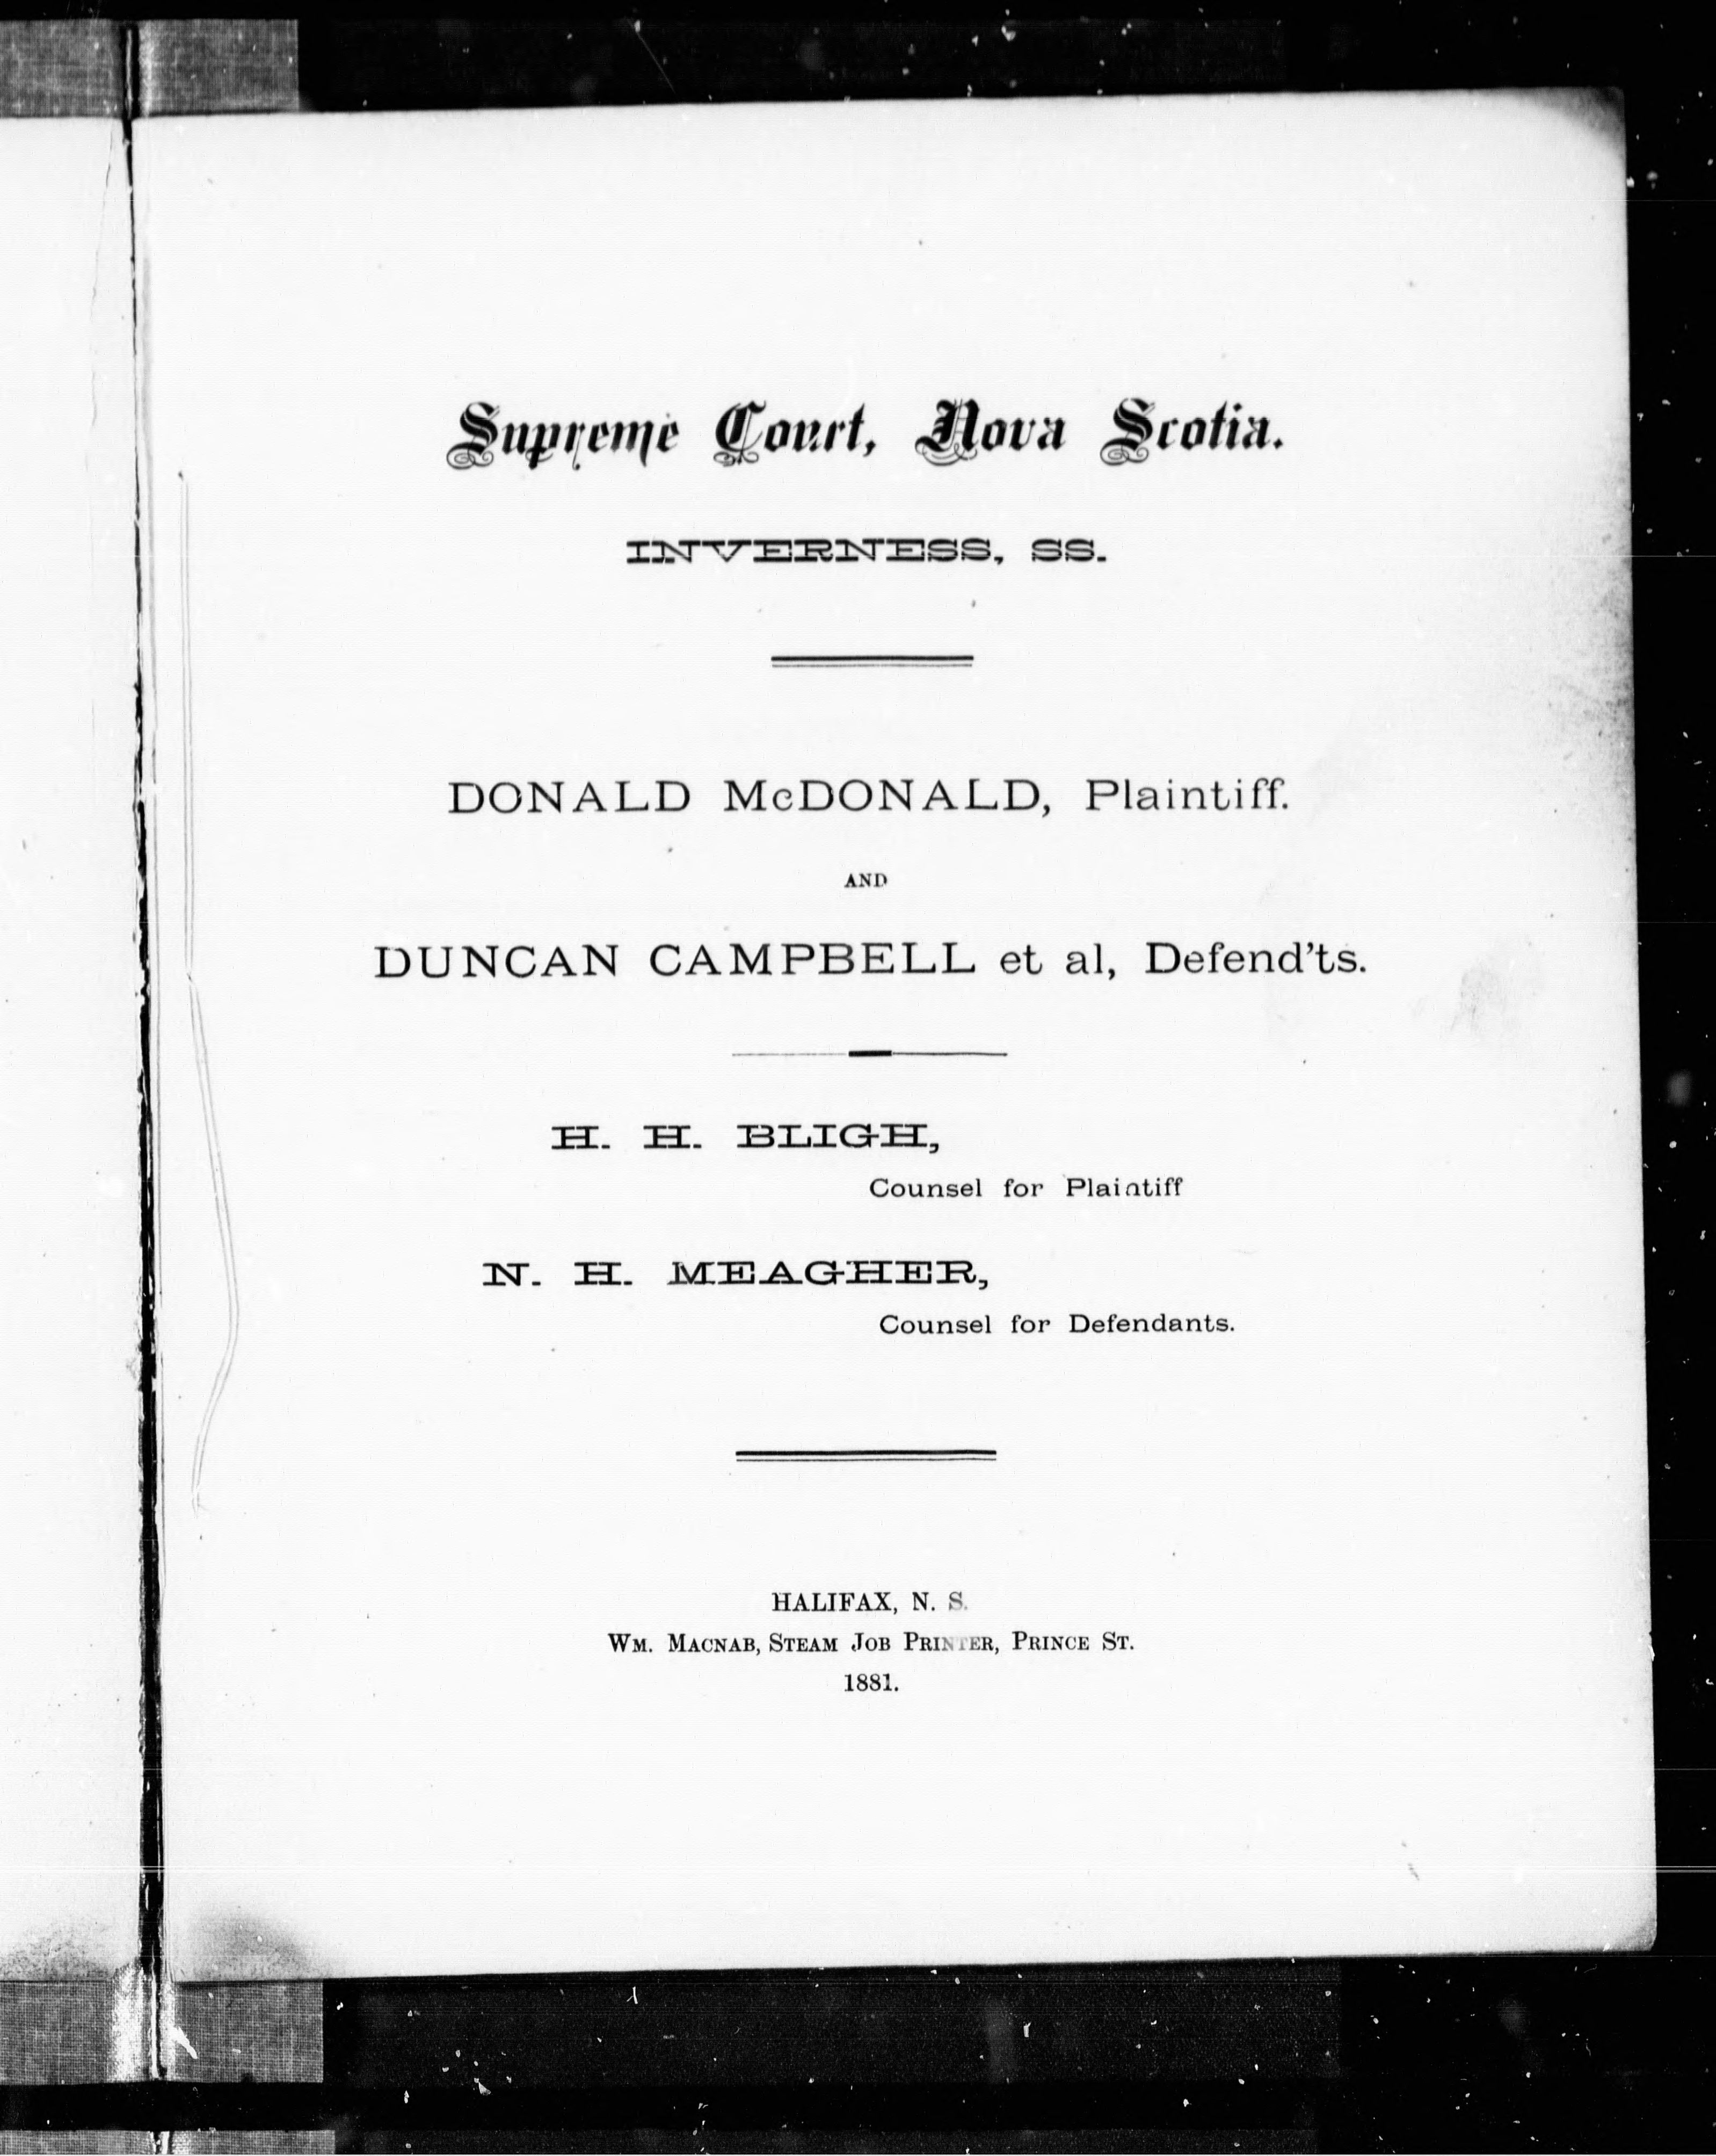 Supreme Court, Nova Scotia.
INVERNESS, SS.
DONALD McDONALD, Plaintiff.
AND
DUNCAN CAMPBELL et al, Defend'ts.
H. H. BLIGH,
Counsel for Plaintiff
N. H. MEAGHER,
Counsel for Defendants.
HALIFAX, N. S.
WM. MACNAB, STEAM JOB PRINTER, PRINCE ST.
1881.